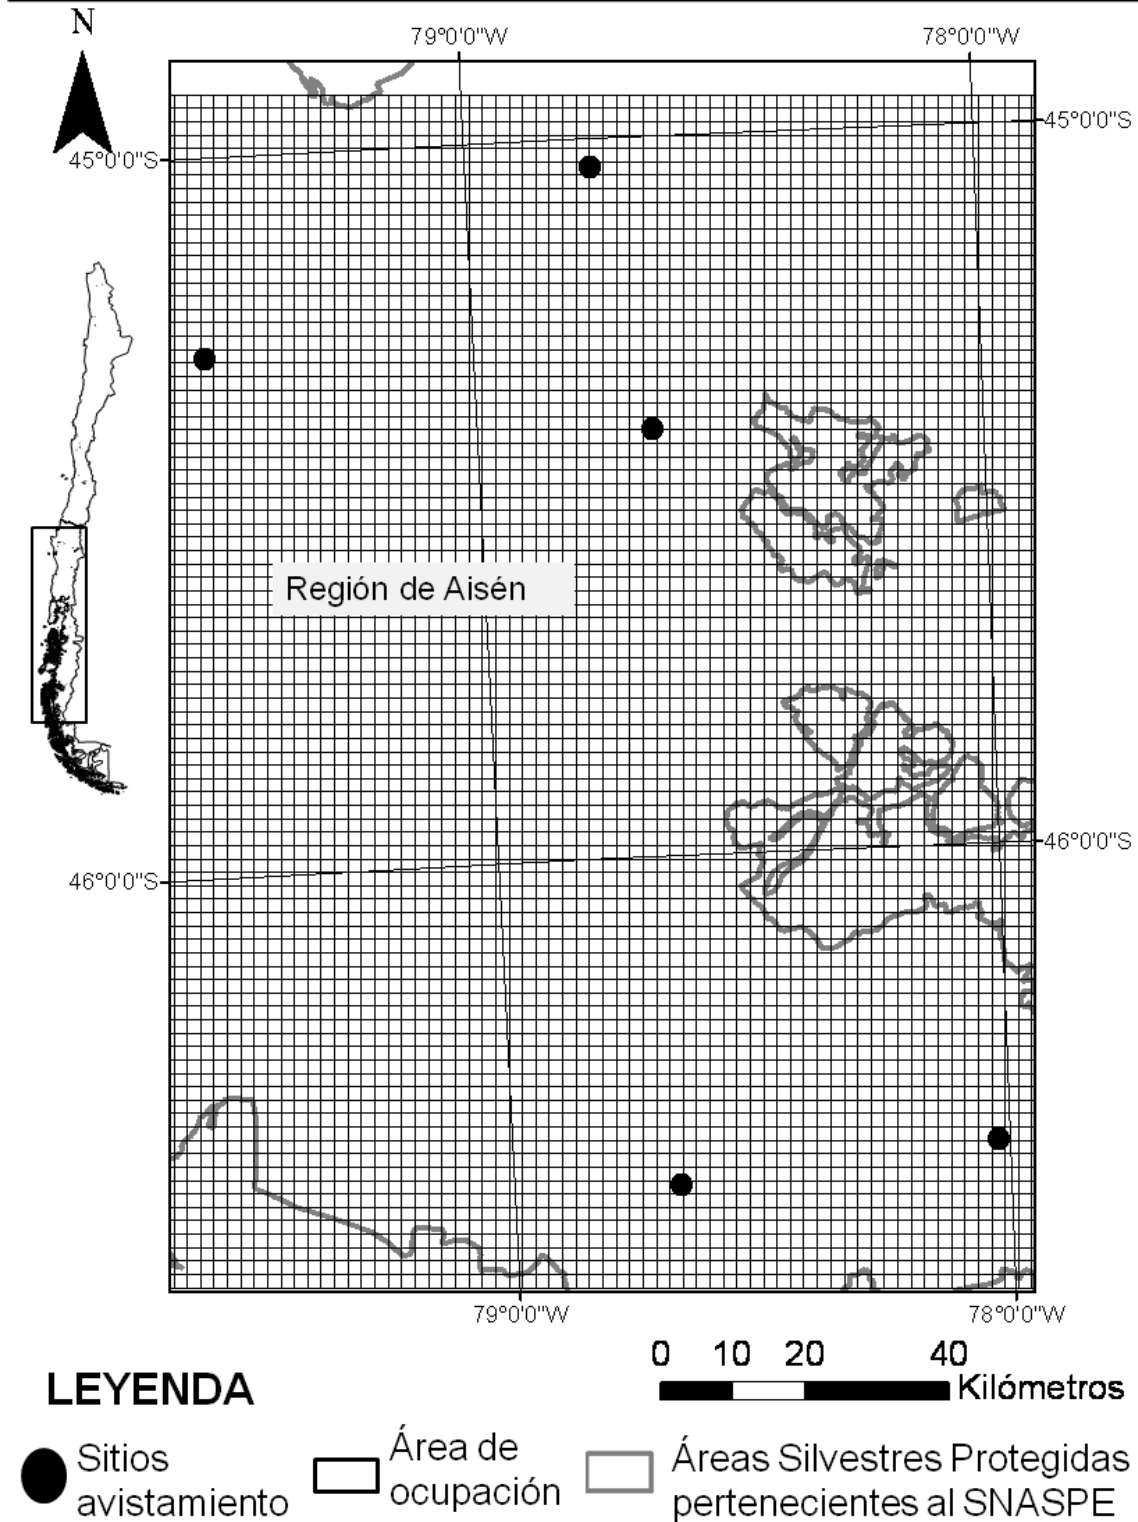 N
79°0'0"W
78°0'0"W
45°0'0"S
45°0'0"S
Región de Aisén
46°0'0"S
46°0'0"S
79°0'0"W
78°0'0"W
0 10 20 40
Kilómetros
LEYENDA
Sitios
avistamiento
Área de
ocupación
Áreas Silvestres Protegidas
pertenecientes al SNASPE